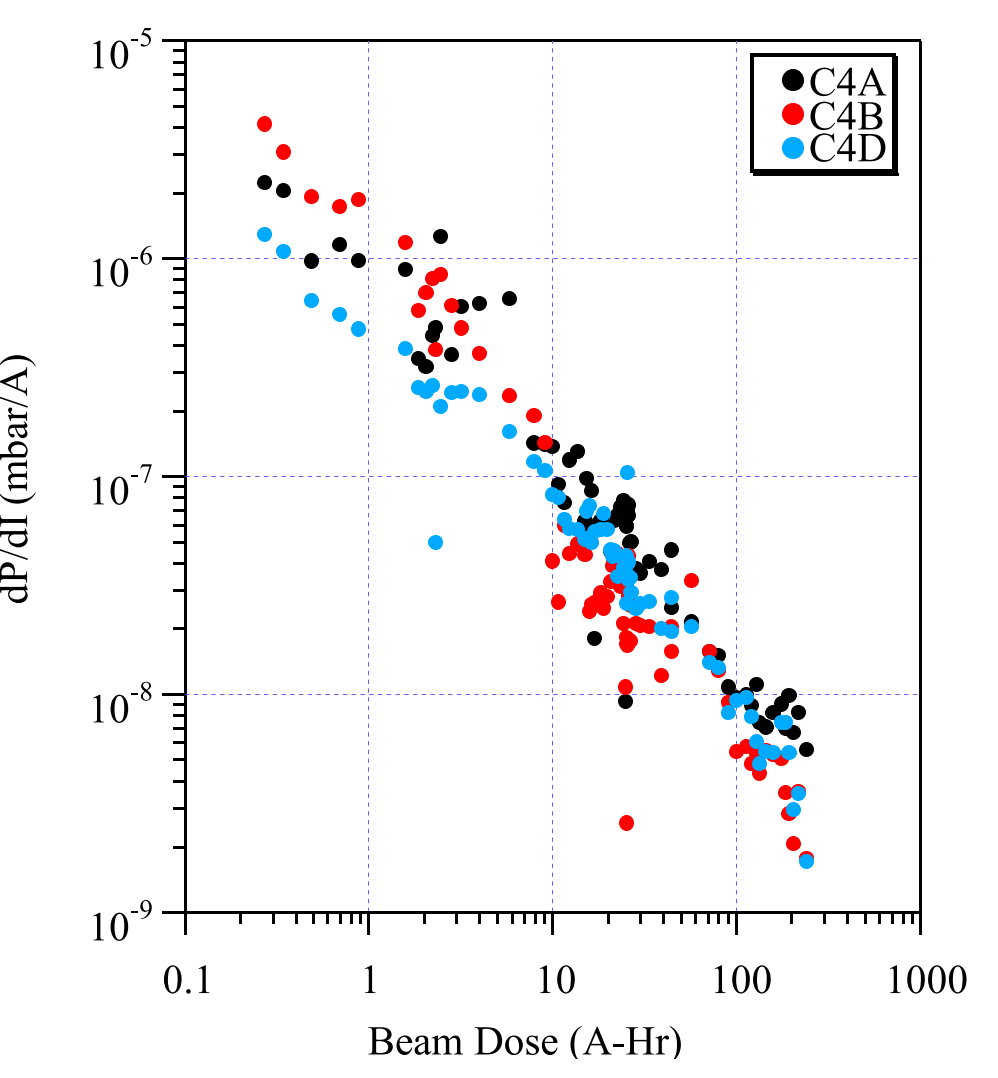 10-5
C4A
C4B
C4D
10-6
dP/dI (mbar/A)
10-7
10-8
10-9
0.1 1 10 100 1000
Beam Dose (A-Hr)